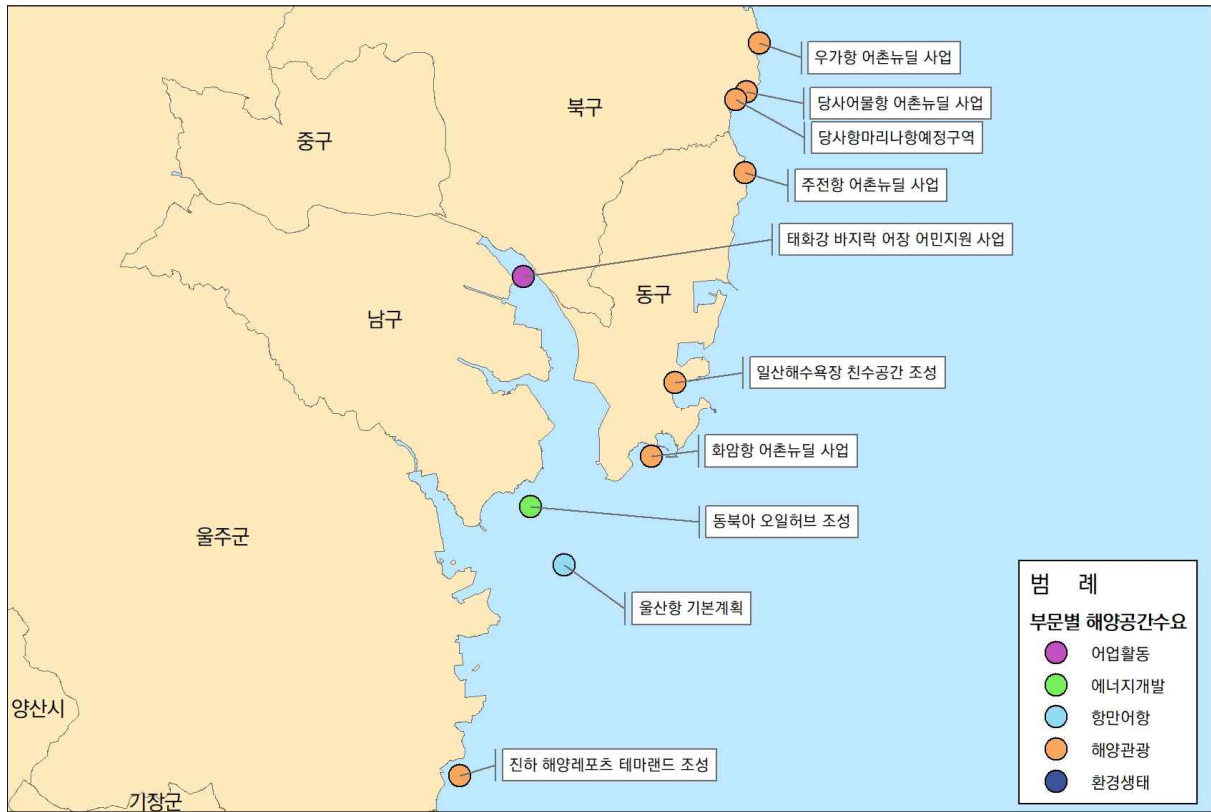 우가항 어촌뉴딜 사업
당사어물항 어촌뉴딜 사업
북구
중구
당사항마리나항예정구역
주전항 어촌뉴딜 사업
태화강 바지락 어장 어민지원 사업
동구
남구
일산해수욕장 친수공간 조성
화암항 어촌뉴딜 사업
동북아 오일허브 조성
울주군
울산항 기본계획
범 례
부문별 해양공간수요
어업활동
에너지개발
항만어항
해양관광
환경생태
양산시
진하 해양레포츠 테마랜드 조성
기장군